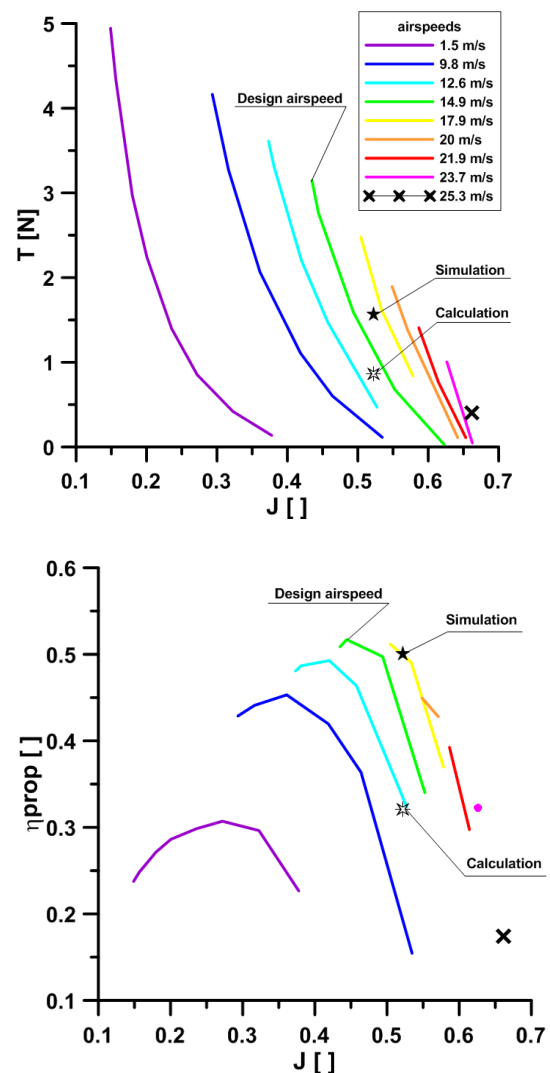 airspeeds
1.5 m/s
9.8 m/s
12.6 m/s
14.9 m/s
17.9 m/s
20 m/s
21.9 m/s
23.7 m/s
25.3 m/s
Design airspeed
Simulation
Calculation
T [N]
5
4
3
2
1
0
0.1 0.2 0.3 0.4 0.5 0.6 0.7
J [ ]
Design airspeed
Simulation
Calculation
ηprop [ ]
0.6
0.5
0.4
0.3
0.2
0.1
0.1 0.2 0.3 0.4 0.5 0.6 0.7
J [ ]